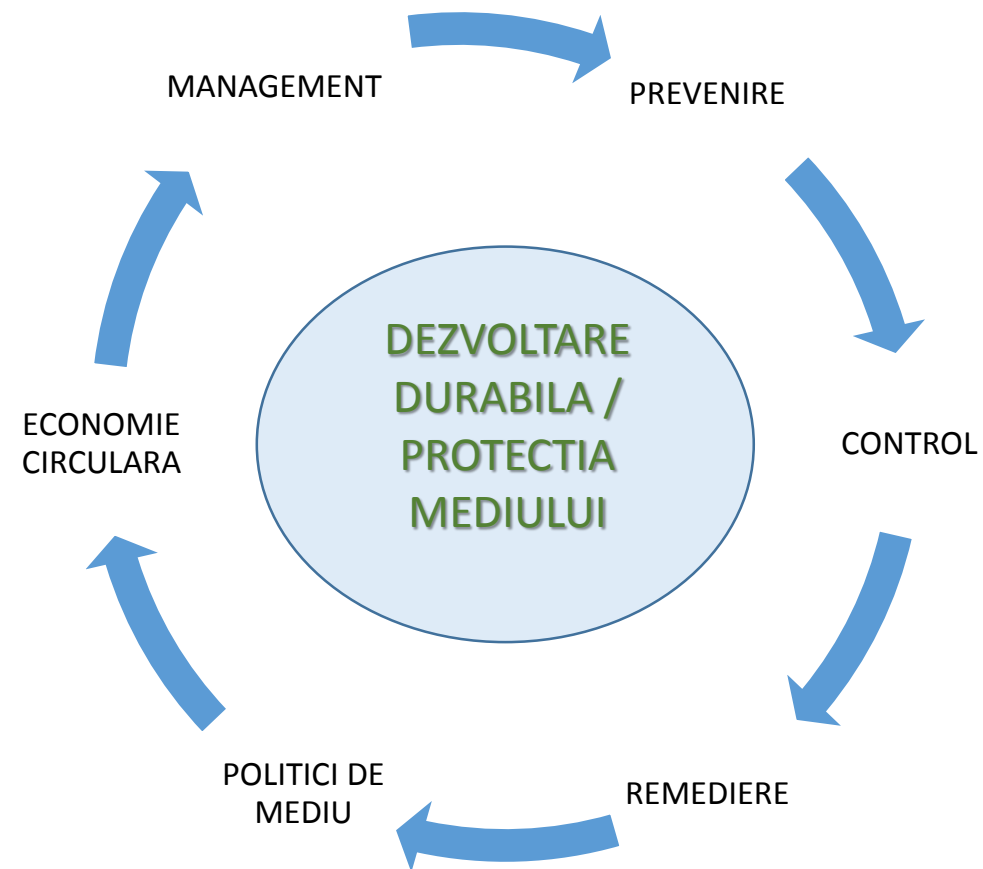 MANAGEMENT
PREVENIRE
DEZVOLTARE
DURABILA /
PROTECTIA
MEDIULUI
ECONOMIE
CIRCULARA
CONTROL
POLITICI DE
MEDIU
REMEDIERE